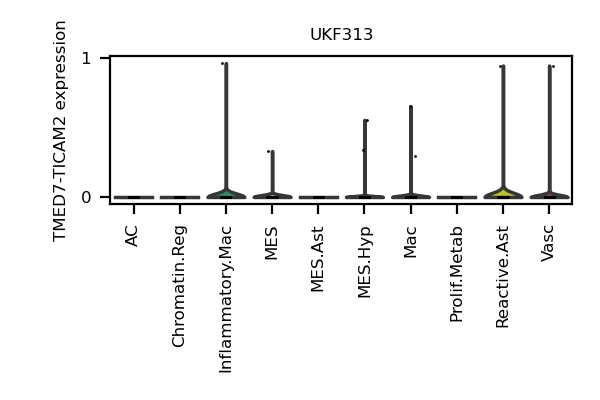 UKF313
TMED7-TICAM2 expression
1
0
AC
Chromatin.Reg
Inflammatory.Mac
MES
MES.Ast
MES.Hyp
Mac
Prolif.Metab
Reactive.Ast
Vasc